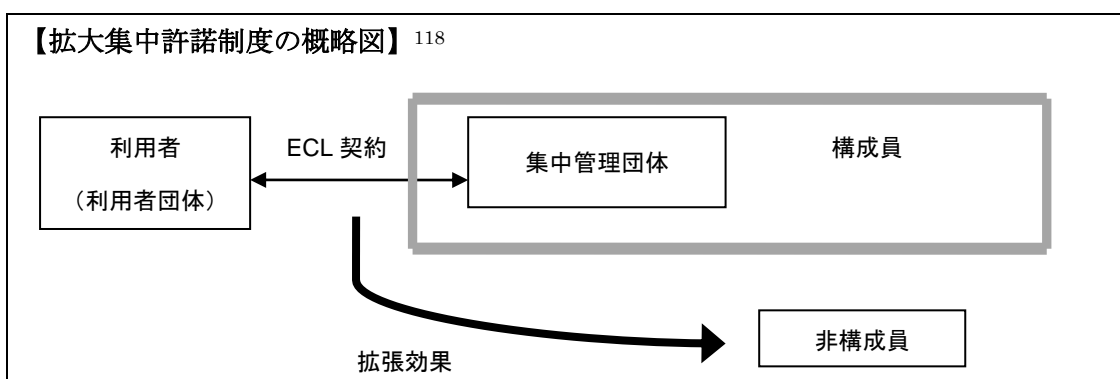 【拡大集中許諾制度の概略図】118
利用者
（利用者団体）
ECL 契約
集中管理団体
構成員
拡張効果
非構成員